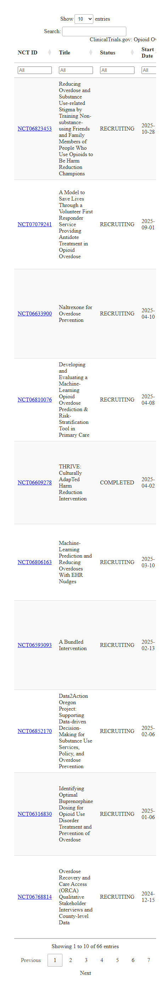 Show 10 entries
Search:
ClinicalTrials.gov: Opioid
NCT ID Title Status Start
Date
All All All All
Reducing
Overdose and
Substance
Use-related
Stigma by
Training Non-
substance-
using Friends
and Family
Members of
People Who
Use Opioids to
Be Harm
Reduction
Champions
NCT06823453
RECRUITING
2025-
10-28
A Model to
Save Lives
Through a
Volunteer First
Responder
Service
Providing
Antidote
Treatment in
Opioid
Overdose
NCT07079241
RECRUITING
2025-
09-01
Naltrexone for
Overdose
Prevention
NCT06633900
RECRUITING
2025-
04-10
Developing
and
Evaluating a
Machine-
Learning
Opioid
Overdose
Prediction &
Risk-
Stratification
Tool in
Primary Care
NCT06810076
RECRUITING
2025-
04-08
THRIVE:
Culturally
AdapTed
Harm
Reduction
Intervention
NCT06609278
COMPLETED
2025-
04-02
Machine-
Learning
Prediction and
Reducing
Overdoses
With EHR
Nudges
NCT06806163
RECRUITING
2025-
03-10
A Bundled
Intervention
NCT06593093
RECRUITING
2025-
02-13
Data2Action
Oregon
Project:
Supporting
Data-driven
Decision-
Making for
Substance Use
Services,
Policy, and
Overdose
Prevention
NCT06852170
RECRUITING
2025-
02-06
Identifying
Optimal
Buprenorphine
Dosing for
Opioid Use
Disorder
Treatment and
Prevention of
Overdose
NCT06316830
RECRUITING
2025-
01-06
Overdose
Recovery and
Care Access
(ORCA)
Qualitative
Stakeholder
Interviews and
County-level
Data
NCT06768814
RECRUITING
2024-
12-15
Showing 1 to 10 of 66 entries
Previous 1 2 3 4 5 6 7
Next